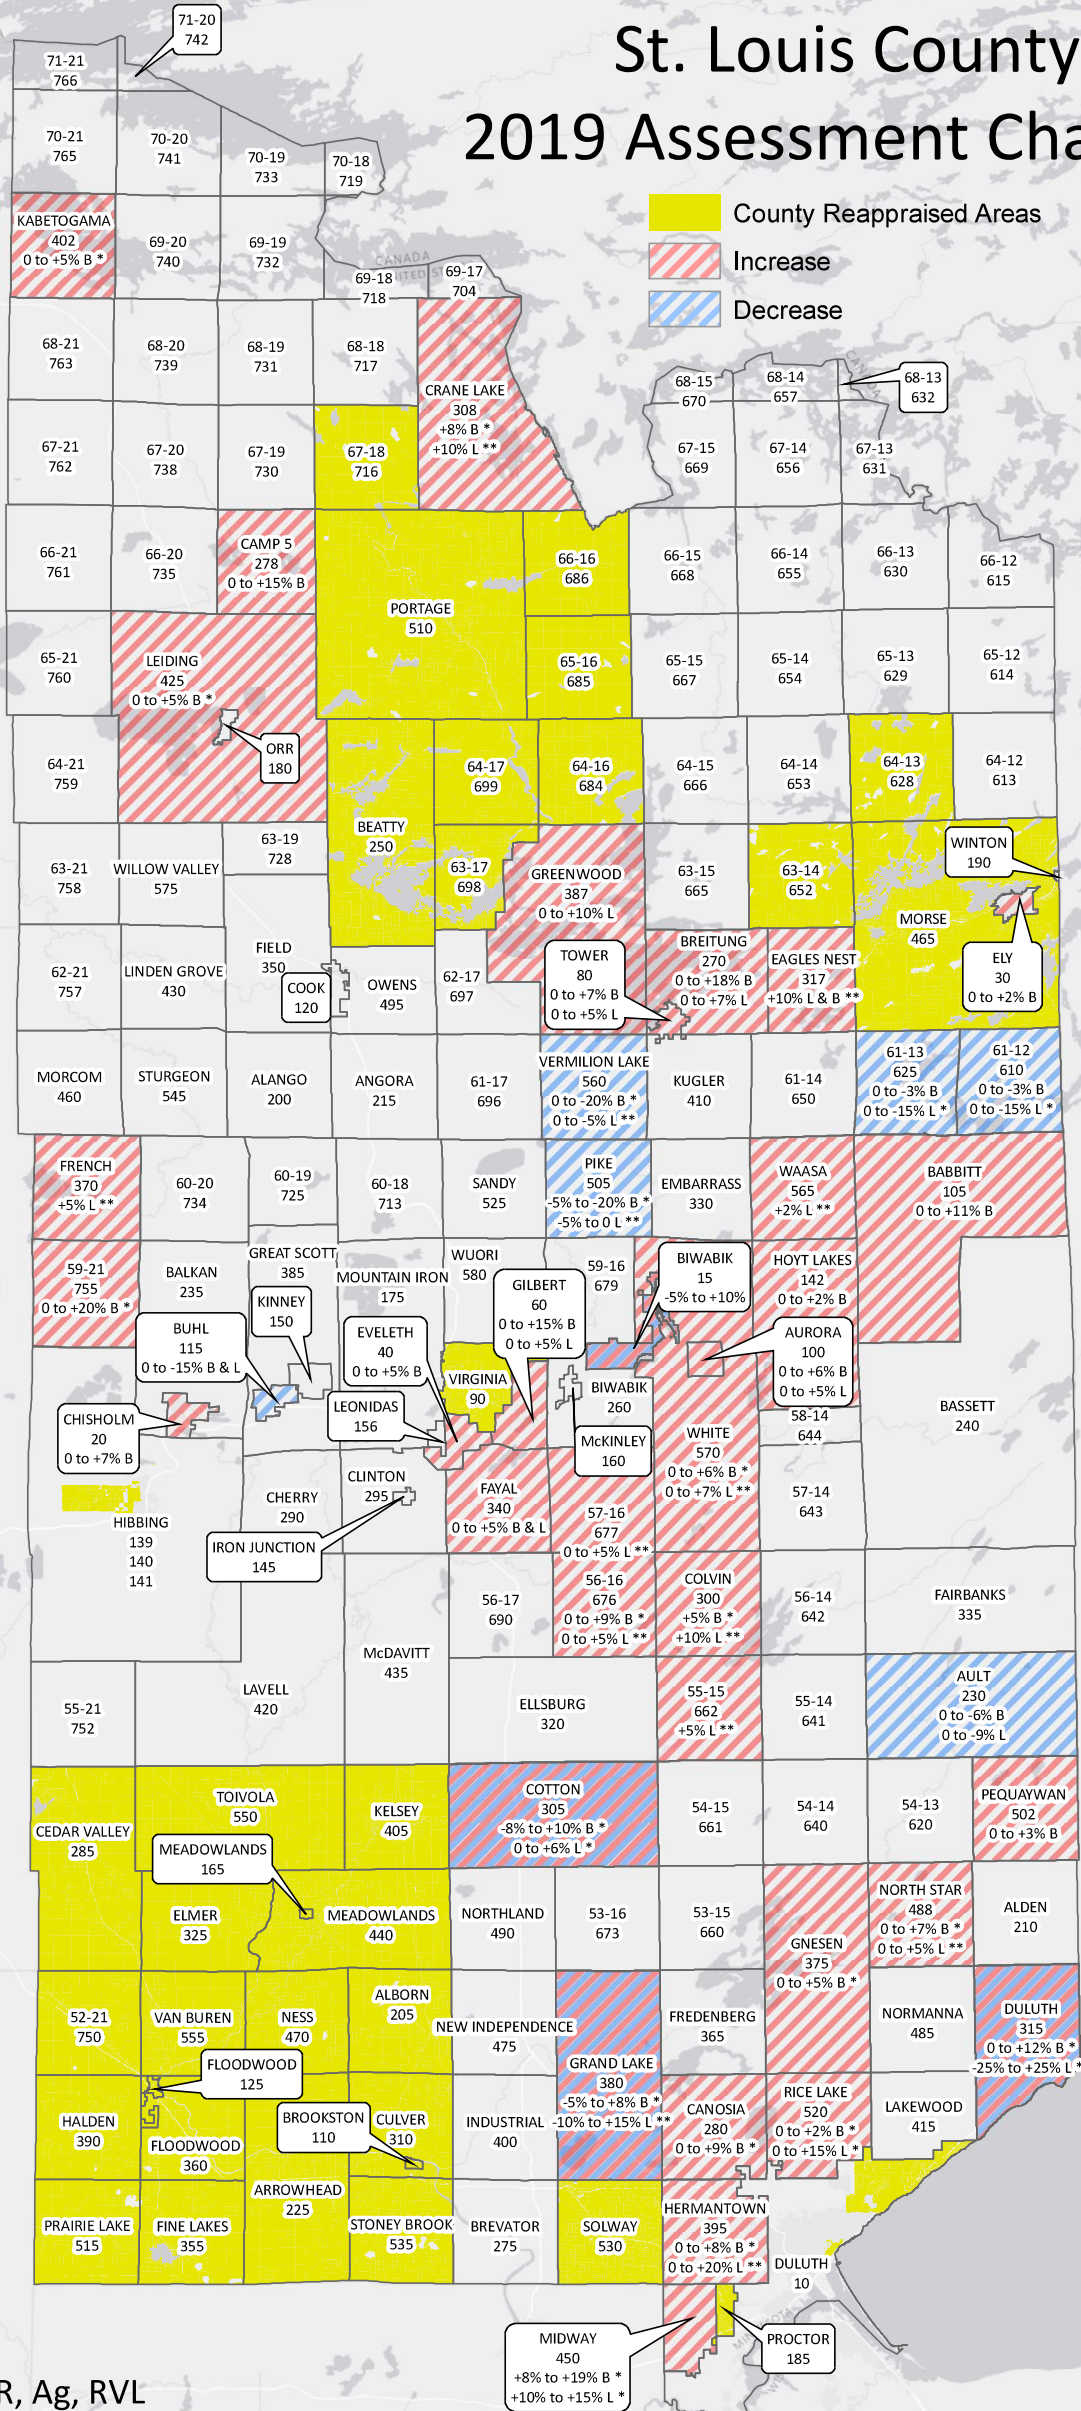 St. Louis County
2019 Assessment Cha
County Reappraised Areas
Increase
Decrease
71-20
742
71-21
766
70-21
765
70-20
741
70-19
733
70-18
719
KABETOGAMA
402
0 to +5% B *
69-20
740
69-19
732
69-18
718
69-17
704
CANADA
68-21
763
68-20
739
68-19
731
68-18
717
CRANE LAKE
308
+8% B *
+10% L **
68-15
670
68-14
657
68-13
632
67-21
762
67-20
738
67-19
730
67-18
716
67-15
669
67-14
656
67-13
631
66-21
761
66-20
735
CAMP 5
278
0 to +15% B
PORTAGE
510
66-16
686
66-15
668
66-14
655
66-13
630
66-12
615
65-21
760
LEIDING
425
0 to +5% B *
65-16
685
65-15
667
65-14
654
65-13
629
65-12
614
ORR
180
64-21
759
64-17
699
64-16
684
64-15
666
64-14
653
64-13
628
64-12
613
BEATTY
250
63-21
758
WILLOW VALLEY
575
63-19
728
63-17
698
GREENWOOD
387
0 to +10% L
63-15
665
63-14
652
WINTON
190
MORSE
465
ELY
30
0 to +2% B
62-21
757
LINDEN GROVE
430
FIELD
350
COOK
120
OWENS
495
62-17
697
TOWER
80
0 to +7% B
0 to +5% L
BREITUNG
270
0 to +18% B
0 to +7% L
EAGLES NEST
317
+10% L & B **
MORCOM
460
STURGEON
545
ALANGO
200
ANGORA
215
61-17
696
VERMILION LAKE
560
0 to -20% B *
0 to -5% L **
KUGLER
410
61-14
650
61-13
625
0 to -3% B
0 to -15% L *
61-12
610
0 to -3% B
0 to -15% L *
FRENCH
370
+5% L **
60-20
734
60-19
725
60-18
713
SANDY
525
PIKE
505
-5% to -20% B *
-5% to 0 L **
EMBARRASS
330
WAASA
565
+2% L **
BABBITT
105
0 to +11% B
59-21
755
0 to +20% B *
BALKAN
235
GREAT SCOTT
385
MOUNTAIN IRON
175
WUORI
580
59-16
679
BIWABIK
15
-5% to +10%
HOYT LAKES
142
0 to +2% B
KINNEY
150
BUHL
115
0 to -15% B & L
EVELETH
40
0 to +5% B
GILBERT
60
0 to +15% B
0 to +5% L
AURORA
100
0 to +6% B
0 to +5% L
VIRGINIA
90
LEONIDAS
156
CHISHOLM
20
0 to +7% B
BIWABIK
260
McKINLEY
160
WHITE
570
0 to +6% B *
0 to +7% L **
58-14
644
BASSETT
240
HIBBING
139
140
141
CHERRY
290
CLINTON
295
IRON JUNCTION
145
FAYAL
340
0 to +5% B & L
57-16
677
0 to +5% L **
57-14
643
56-17
690
56-16
676
0 to +9% B *
0 to +5% L **
COLVIN
300
+5% B *
+10% L **
56-14
642
FAIRBANKS
335
McDAVITT
435
LAVELL
420
55-21
752
ELLSBURG
320
55-15
662
+5% L **
55-14
641
AULT
230
0 to -6% B
0 to -9% L
CEDAR VALLEY
285
TOIVOLA
550
KELSEY
405
COTTON
305
-8% to +10% B *
0 to +6% L *
54-15
661
54-14
640
54-13
620
PEQUAYWAN
502
0 to +3% B
MEADOWLANDS
165
ELMER
325
MEADOWLANDS
440
NORTHLAND
490
53-16
673
53-15
660
GNESEN
375
0 to +5% B *
NORTH STAR
488
0 to +7% B *
0 to +5% L **
ALDEN
210
52-21
750
VAN BUREN
555
NESS
470
ALBORN
205
NEW INDEPENDENCE
475
GRAND LAKE
380
-5% to +8% B *
-10% to +15% L **
FREDENBERG
365
NORMANNA
485
DULUTH
315
0 to +12% B *
-25% to +25% L *
FLOODWOOD
125
HALDEN
390
FLOODWOOD
360
BROOKSTON
110
CULVER
310
INDUSTRIAL
400
CANOSIA
280
0 to +9% B *
RICE LAKE
520
0 to +2% B *
0 to +15% L *
LAKEWOOD
415
PRAIRIE LAKE
515
FINE LAKES
355
ARROWHEAD
225
STONEY BROOK
535
BREVATOR
275
SOLWAY
530
HERMANTOWN
395
0 to +8% B *
0 to +20% L **
DULUTH
10
MIDWAY
450
+8% to +19% B *
+10% to +15% L *
PROCTOR
185
R, Ag, RVL